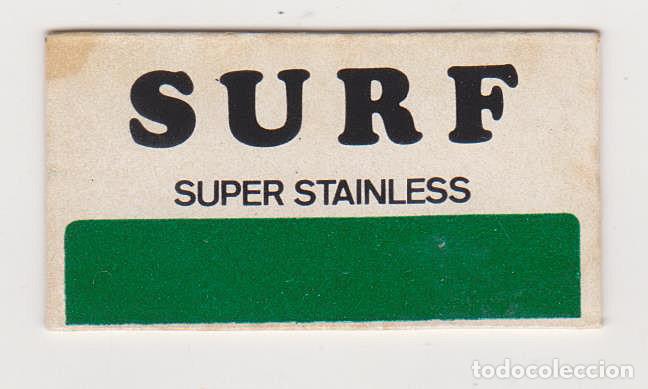 SURF
SUPER STAINLESS
todocoleccion